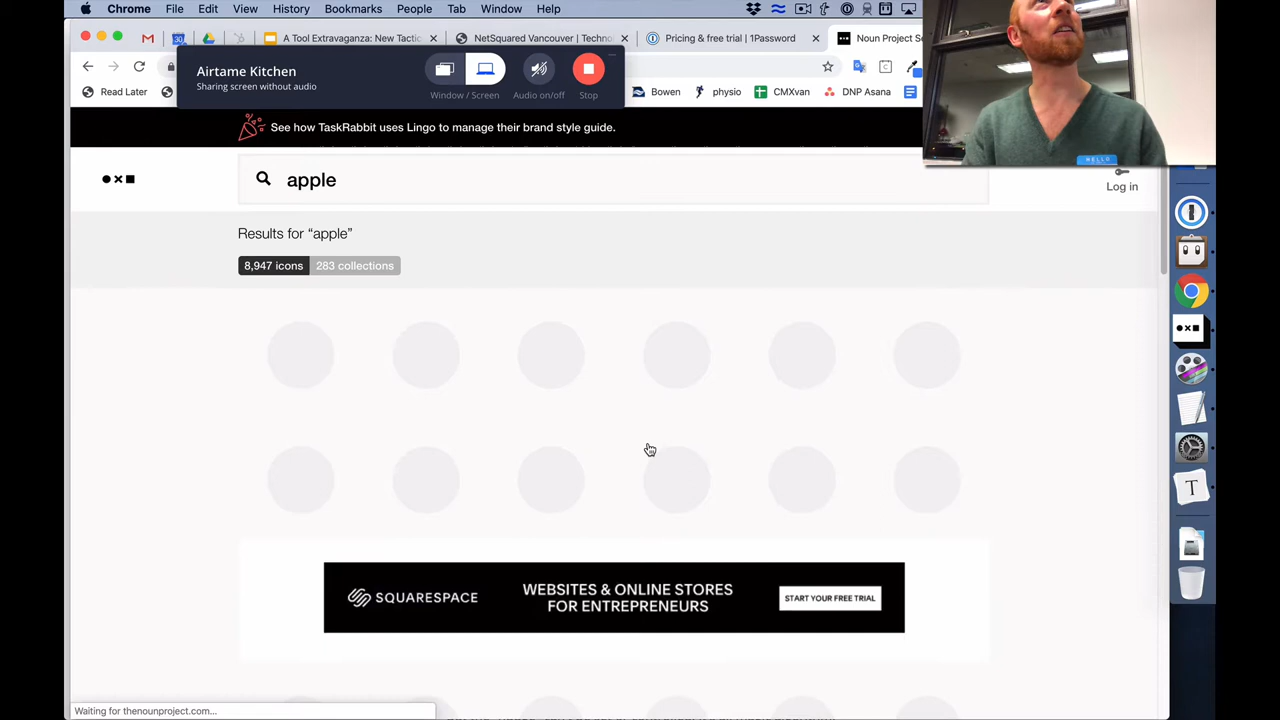 Chrome File Edit View History Bookmarks People Tab Window Help
A Tool Extravaganza: New Tactic
NetSquared Vancouver | Techno
Pricing & free trial | 1Password
Noun Project S
30
Airtame Kitchen
Sharing screen without audio
Window / Screen
Audio on/off
Stop
Read Later
Bowen
physio
CMXvan
DNP Asana
See how TaskRabbit uses Lingo to manage their brand style guide.
HELLO
apple
Log in
Results for “apple”
8,947 icons
283 collections
SQUARESPACE
WEBSITES & ONLINE STORES
FOR ENTREPRENEURS
START YOUR FREE TRIAL
T
Waiting for thenounproject.com...